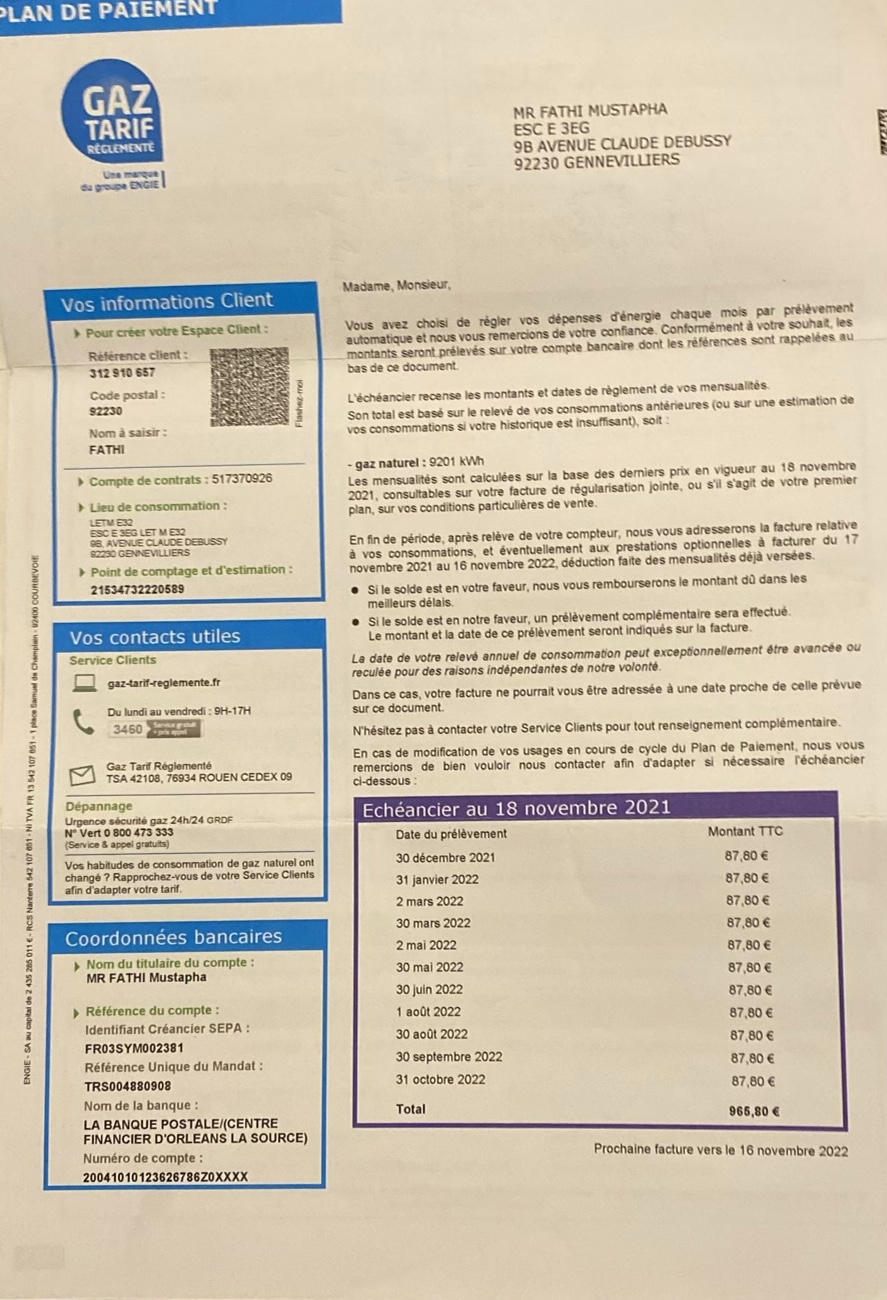 PLAN DE PAIEMENT
GAZ
TARIF
RÉGLEMENTÉ
Une marque
du groupe ENGIE
MR FATHI MUSTAPHA
ESC E 3EG
9B AVENUE CLAUDE DEBUSSY
92230 GENNEVILLIERS
Vos informations Client
Pour créer votre Espace Client :
Référence client :
312 910 657
Code postal :
92230
Nom à saisir :
FATHI
Flashez-moi
Compte de contrats : 517370926
Lieu de consommation :
LETM E32
ESC E 3EG LET M E32
9B, AVENUE CLAUDE DEBUSSY
92230 GENNEVILLIERS
Point de comptage et d'estimation :
21534732220589
Vos contacts utiles
Service Clients
gaz-tarif-reglemente.fr
Du lundi au vendredi : 9H-17H
3460 Service gratuit
+ prix appel
Gaz Tarif Réglementé
TSA 42108, 76934 ROUEN CEDEX 09
Dépannage
Urgence sécurité gaz 24h/24 GRDF
N° Vert 0 800 473 333
(Service & appel gratuits)
Vos habitudes de consommation de gaz naturel ont
changé ? Rapprochez-vous de votre Service Clients
afin d'adapter votre tarif.
Coordonnées bancaires
Nom du titulaire du compte :
MR FATHI Mustapha
Référence du compte :
Identifiant Créancier SEPA :
FR03SYM002381
Référence Unique du Mandat :
TRS004880908
Nom de la banque :
LA BANQUE POSTALE/(CENTRE
FINANCIER D'ORLEANS LA SOURCE)
Numéro de compte :
20041010123626786Z0XXXX
ENGIE - SA au capital de 2 435 285 011 € - RCS Nanterre 542 107 651 - NI TVA FR 13 542 107 651 - 1 place Samuel de Champlain - 92400 COURBEVOIE
Madame, Monsieur,
Vous avez choisi de régler vos dépenses d'énergie chaque mois par prélèvement
automatique et nous vous remercions de votre confiance. Conformément à votre souhait, les
montants seront prélevés sur votre compte bancaire dont les références sont rappelées au
bas de ce document.
L'échéancier recense les montants et dates de règlement de vos mensualités.
Son total est basé sur le relevé de vos consommations antérieures (ou sur une estimation de
vos consommations si votre historique est insuffisant), soit :
- gaz naturel : 9201 kWh
Les mensualités sont calculées sur la base des derniers prix en vigueur au 18 novembre
2021, consultables sur votre facture de régularisation jointe, ou s'il s'agit de votre premier
plan, sur vos conditions particulières de vente.
En fin de période, après relève de votre compteur, nous vous adresserons la facture relative
à vos consommations, et éventuellement aux prestations optionnelles à facturer du 17
novembre 2021 au 16 novembre 2022, déduction faite des mensualités déjà versées.
● Si le solde est en votre faveur, nous vous rembourserons le montant dû dans les
meilleurs délais.
● Si le solde est en notre faveur, un prélèvement complémentaire sera effectué.
Le montant et la date de ce prélèvement seront indiqués sur la facture.
La date de votre relevé annuel de consommation peut exceptionnellement être avancée ou
reculée pour des raisons indépendantes de notre volonté.
Dans ce cas, votre facture ne pourrait vous être adressée à une date proche de celle prévue
sur ce document.
N'hésitez pas à contacter votre Service Clients pour tout renseignement complémentaire.
En cas de modification de vos usages en cours de cycle du Plan de Paiement, nous vous
remercions de bien vouloir nous contacter afin d'adapter si nécessaire l'échéancier
ci-dessous :
Echéancier au 18 novembre 2021
Date du prélèvement Montant TTC
30 décembre 2021 87,80 €
31 janvier 2022 87,80 €
2 mars 2022 87,80 €
30 mars 2022 87,80 €
2 mai 2022 87,80 €
30 mai 2022 87,80 €
30 juin 2022 87,80 €
1 août 2022 87,80 €
30 août 2022 87,80 €
30 septembre 2022 87,80 €
31 octobre 2022 87,80 €
Total 965,80 €
Prochaine facture vers le 16 novembre 2022